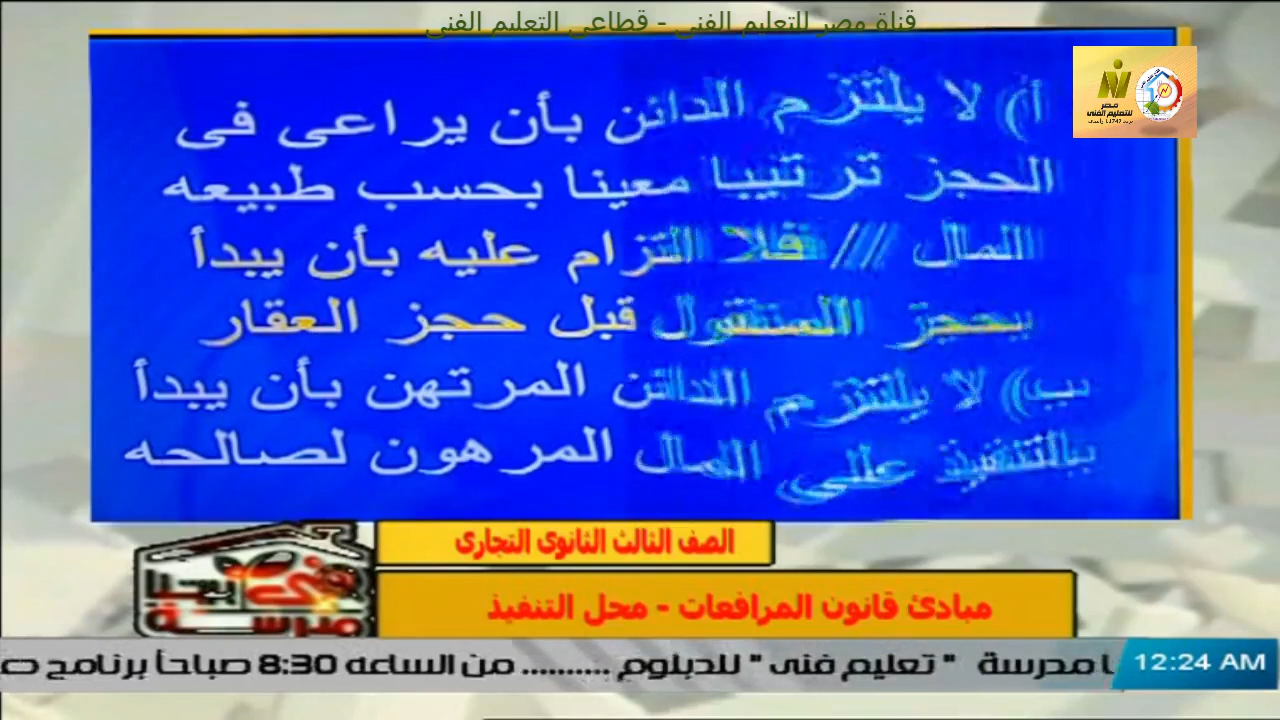 قناة مصر للتعليم الفنى - قطاعى التعليم الفنى
مصر
للتعليم الفنى
أ) لا يلتزم الدائن بأن يراعى فى
الحجز ترتيبا معينا بحسب طبيعه
المال /// فلا التزام عليه بأن يبدأ
بحجز المنقول قبل حجز العقار
ب) لا يلتزم الدائن المرتهن بأن يبدأ
بالتنفيذ على المال المرهون لصالحه
الصف الثالث الثانوى التجارى
مبادئ قانون المرافعات - محل التنفيذ
مدرسة " تعليم فنى " للدبلوم .......... من الساعه 8:30 صباحاً برنامج
12:24 AM